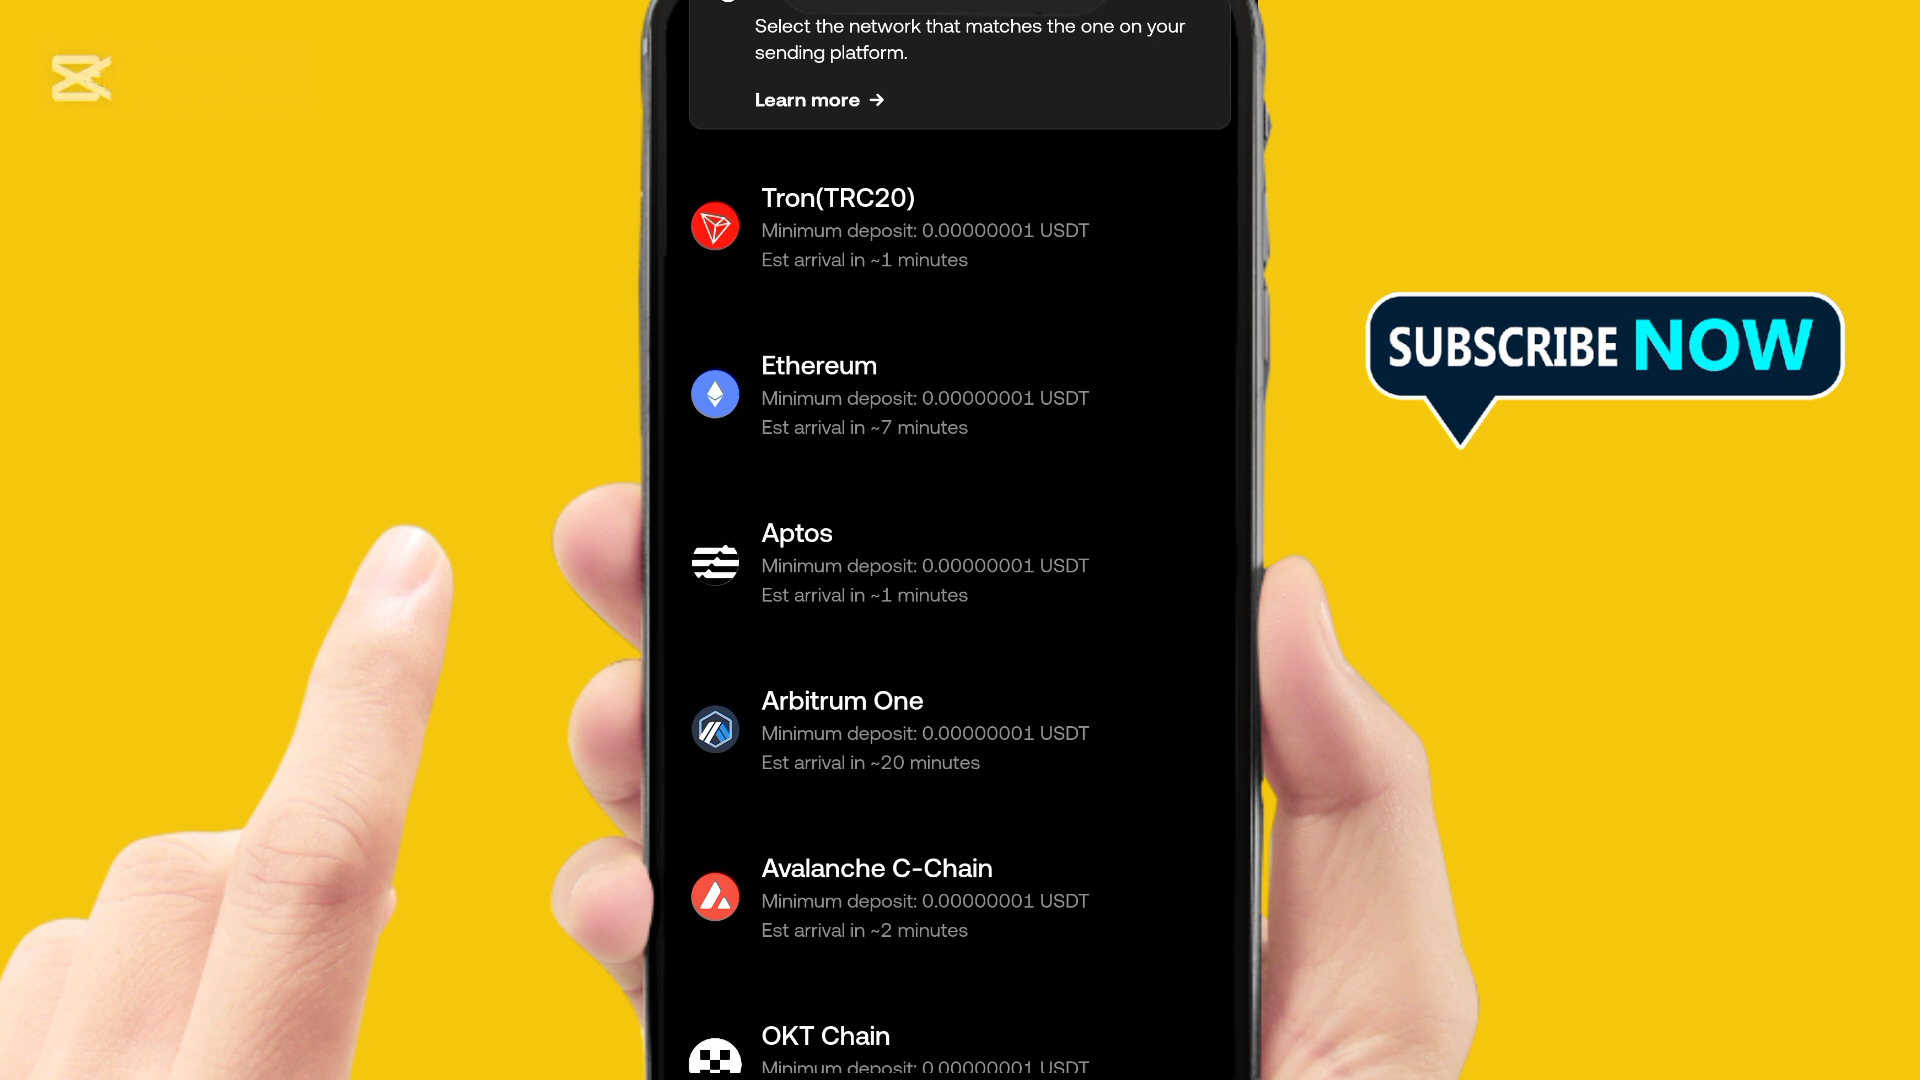 Select the network that matches the one on your
sending platform.
Learn more →
Tron(TRC20)
Minimum deposit: 0.00000001 USDT
Est arrival in ~1 minutes
Ethereum
Minimum deposit: 0.00000001 USDT
Est arrival in ~7 minutes
SUBSCRIBE NOW
Aptos
Minimum deposit: 0.00000001 USDT
Est arrival in ~1 minutes
Arbitrum One
Minimum deposit: 0.00000001 USDT
Est arrival in ~20 minutes
Avalanche C-Chain
Minimum deposit: 0.00000001 USDT
Est arrival in ~2 minutes
OKT Chain
Minimum deposit: 0.00000001 USDT